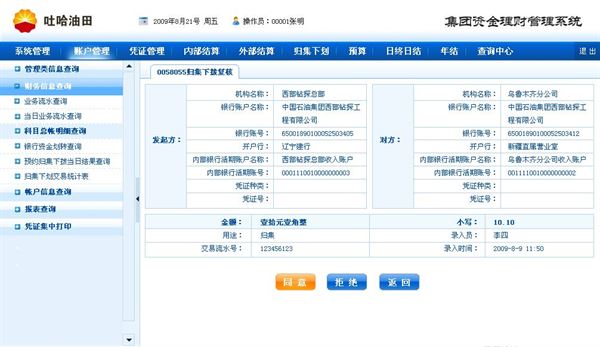 吐哈油田
2009年8月21号 周五
操作员：00001张明
集团资金理财管理系统
系统管理 账户管理 凭证管理 内部结算 外部结算 归集下划 预算 日终日结 年结 查询中心 退出
管理类信息查询
财务信息查询
业务流水查询
当日业务流水查询
科目总帐明细查询
银行资金划转查询
预约归集下拨当日结果查询
归集下划交易统计表
帐户信息查询
报表查询
凭证集中打印
0058055归集下拨复核
发起方：
机构名称： 西部钻探总部
银行账户名称： 中国石油集团西部钻探工程有限公司
银行账号： 65001890100052503405
开户行： 辽宁建行
内部银行活期账户名称： 西部钻探总部收入账户
内部银行活期账户： 0001110010000000003
凭证种类：
凭证号：
对方：
机构名称： 乌鲁木齐分公司
银行账户名称： 中国石油集团西部钻探工程有限公司
银行账号： 65001890100052503412
开户行： 新疆直属营业室
内部银行活期账户名称： 乌鲁木齐分公司收入账户
内部银行活期账户： 0001110010000000002
凭证种类：
凭证号：
金额： 壹拾元壹角整 小写： 10.10
用途： 归集 录入员： 李四
交易流水号： 123456123 录入时间： 2009-8-9 11:50
同意 拒绝 返回